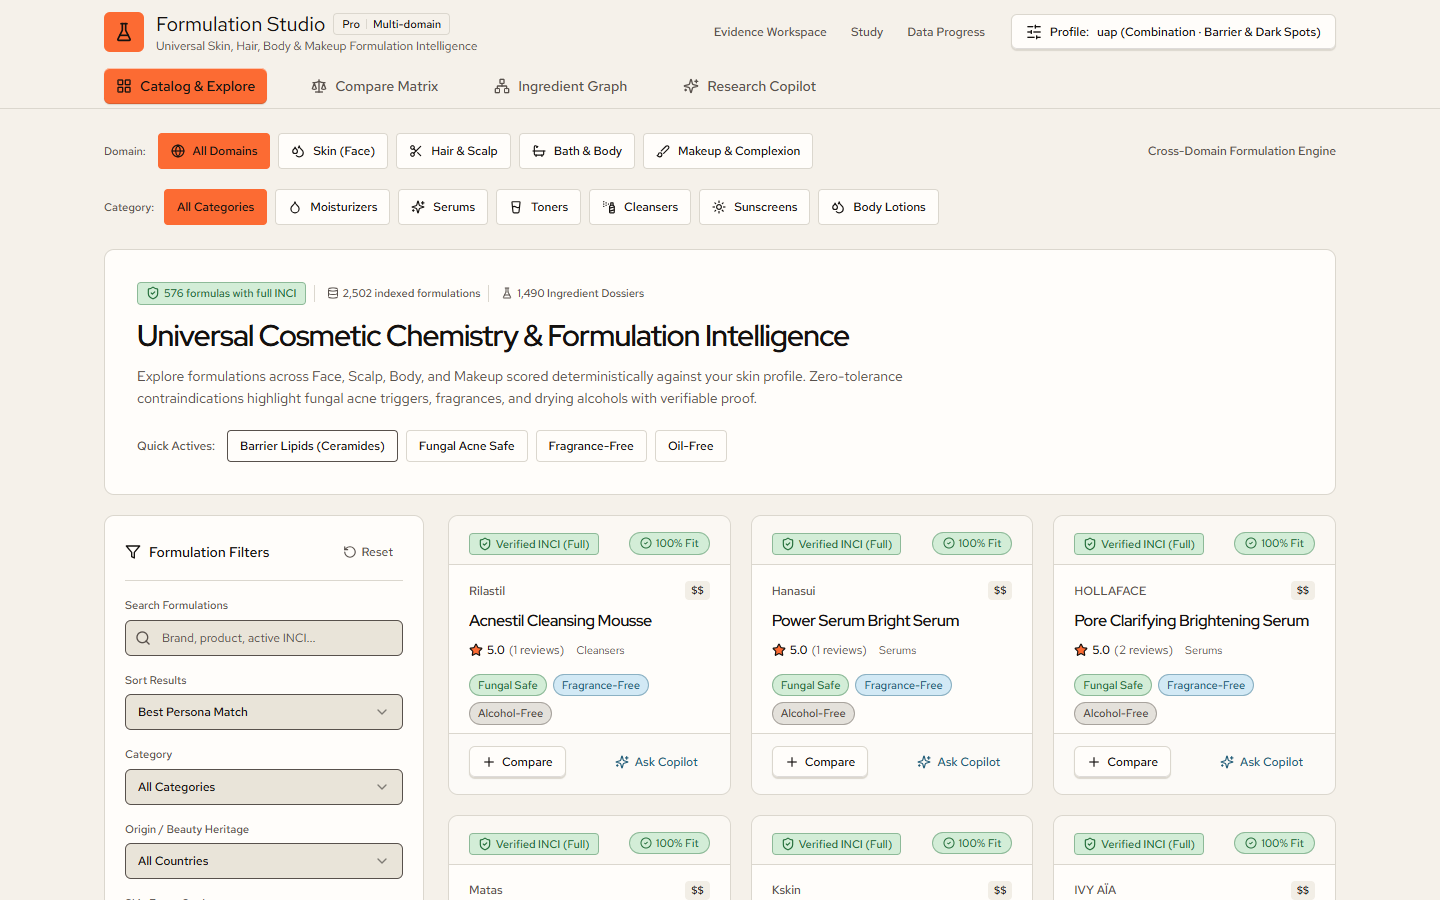 Formulation Studio
Pro | Multi-domain
Universal Skin, Hair, Body & Makeup Formulation Intelligence
Evidence Workspace
Study
Data Progress
Profile: uap (Combination · Barrier & Dark Spots)
Catalog & Explore
Compare Matrix
Ingredient Graph
Research Copilot
Domain:
All Domains
Skin (Face)
Hair & Scalp
Bath & Body
Makeup & Complexion
Cross-Domain Formulation Engine
Category:
All Categories
Moisturizers
Serums
Toners
Cleansers
Sunscreens
Body Lotions
576 formulas with full INCI
2,502 indexed formulations
1,490 Ingredient Dossiers
Universal Cosmetic Chemistry & Formulation Intelligence
Explore formulations across Face, Scalp, Body, and Makeup scored deterministically against your skin profile. Zero-tolerance
contraindications highlight fungal acne triggers, fragrances, and drying alcohols with verifiable proof.
Quick Actives:
Barrier Lipids (Ceramides)
Fungal Acne Safe
Fragrance-Free
Oil-Free
Formulation Filters
Reset
Search Formulations
Brand, product, active INCI...
Sort Results
Best Persona Match
Category
All Categories
Origin / Beauty Heritage
All Countries
Verified INCI (Full)
100% Fit
Rilastil
$$
Acnestil Cleansing Mousse
5.0 (1 reviews) Cleansers
Fungal Safe
Fragrance-Free
Alcohol-Free
Compare
Ask Copilot
Verified INCI (Full)
100% Fit
Hanasui
$$
Power Serum Bright Serum
5.0 (1 reviews) Serums
Fungal Safe
Fragrance-Free
Alcohol-Free
Compare
Ask Copilot
Verified INCI (Full)
100% Fit
HOLLAFACE
$$
Pore Clarifying Brightening Serum
5.0 (2 reviews) Serums
Fungal Safe
Fragrance-Free
Alcohol-Free
Compare
Ask Copilot
Verified INCI (Full)
100% Fit
Matas
$$
Verified INCI (Full)
100% Fit
Kskin
$$
Verified INCI (Full)
100% Fit
IVY AÏA
$$